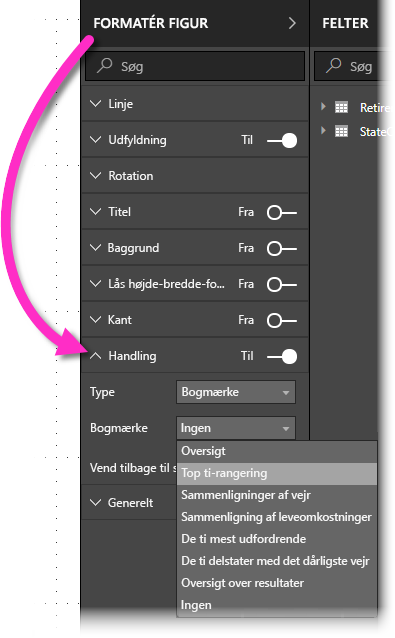 FORMATÉR FIGUR
FELTER
Søg
Søg
Linje
Retire
Udfyldning Til
State
Rotation
Titel Fra
Baggrund Fra
Lås højde-bredde-fo... Fra
Kant Fra
Handling Til
Type Bogmærke
Bogmærke Ingen
Oversigt
Vend tilbage til s
Top ti-rangering
Sammenligninger af vejr
Generelt
Sammenligning af leveomkostninger
De ti mest udfordrende
De ti delstater med det dårligste vejr
Oversigt over resultater
Ingen